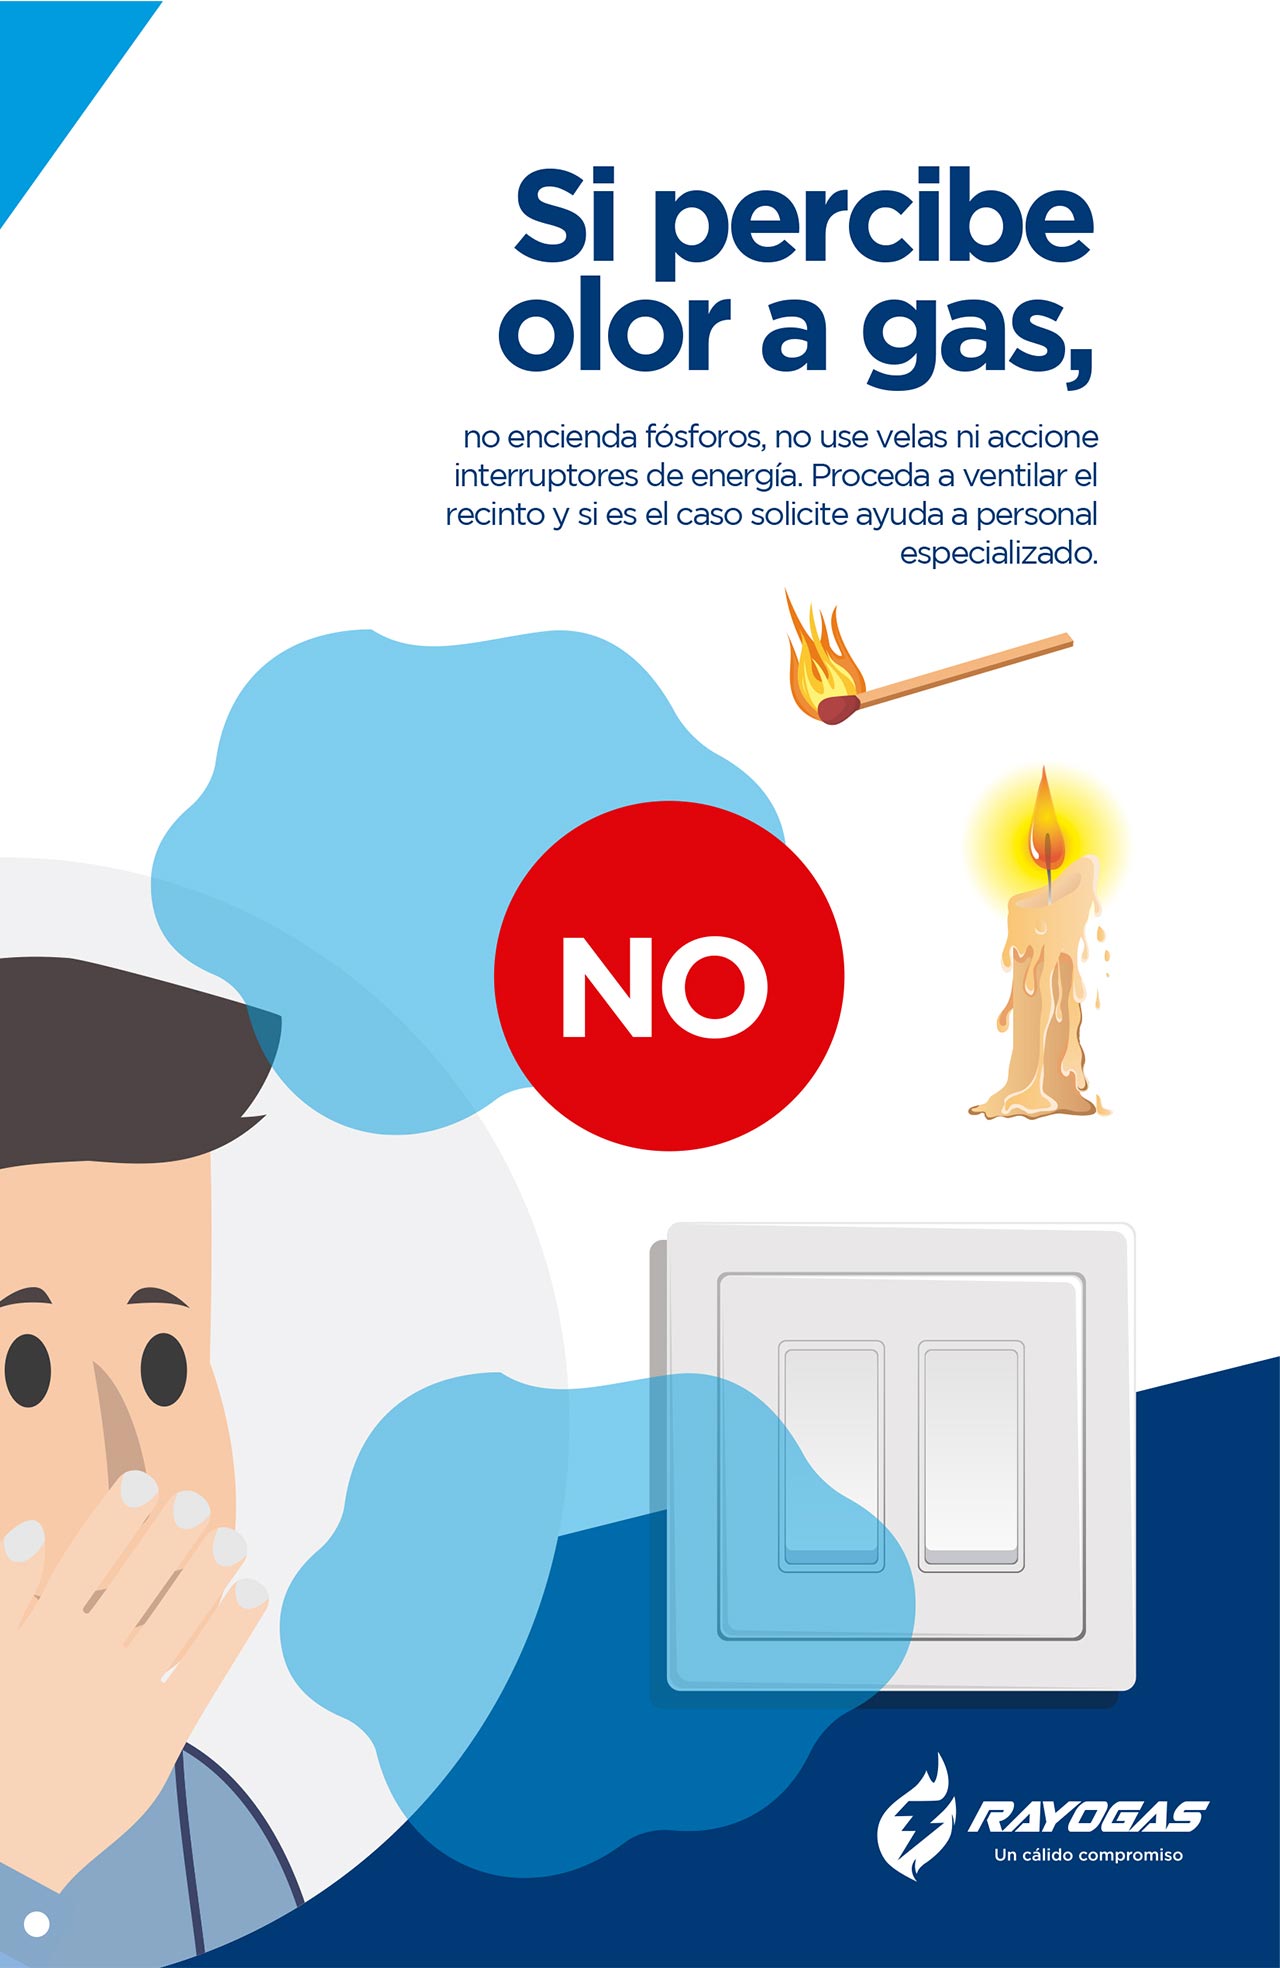 Si percibe
olor a gas,
no encienda fósforos, no use velas ni accione
interruptores de energía. Proceda a ventilar el
recinto y si es el caso solicite ayuda a personal
especializado.
NO
RAYOGAS
Un cálido compromiso